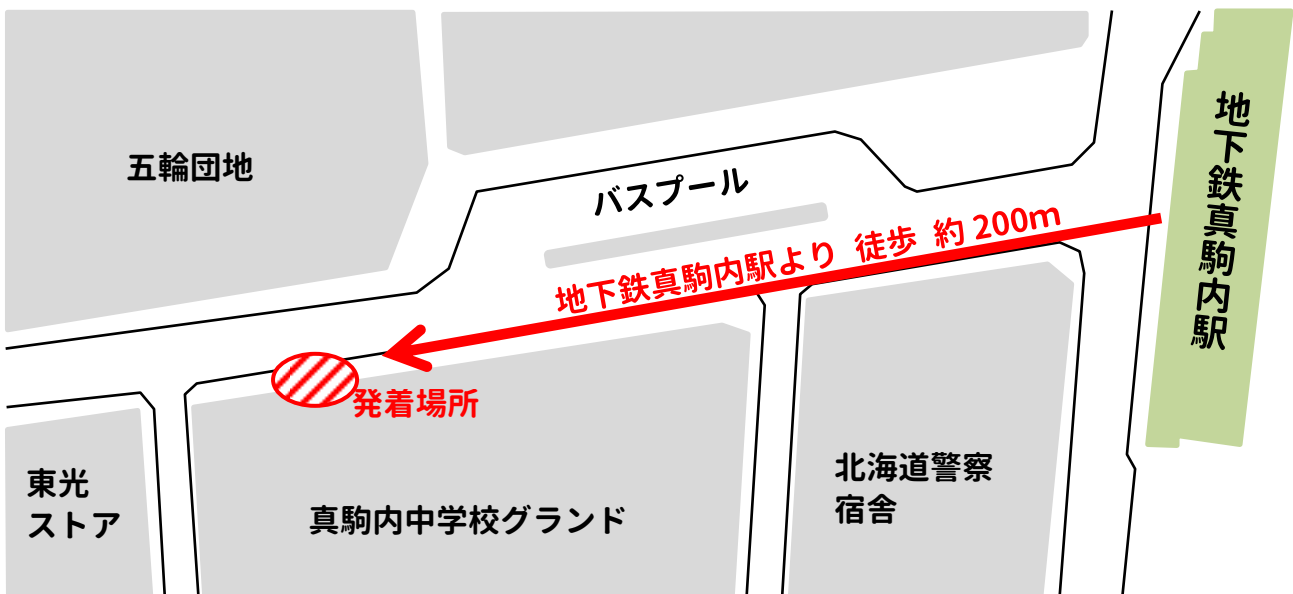 五輪団地
バスプール
地下鉄真駒内駅
地下鉄真駒内駅より 徒歩 約 200m
発着場所
東光
ストア
真駒内中学校グランド
北海道警察
宿舎